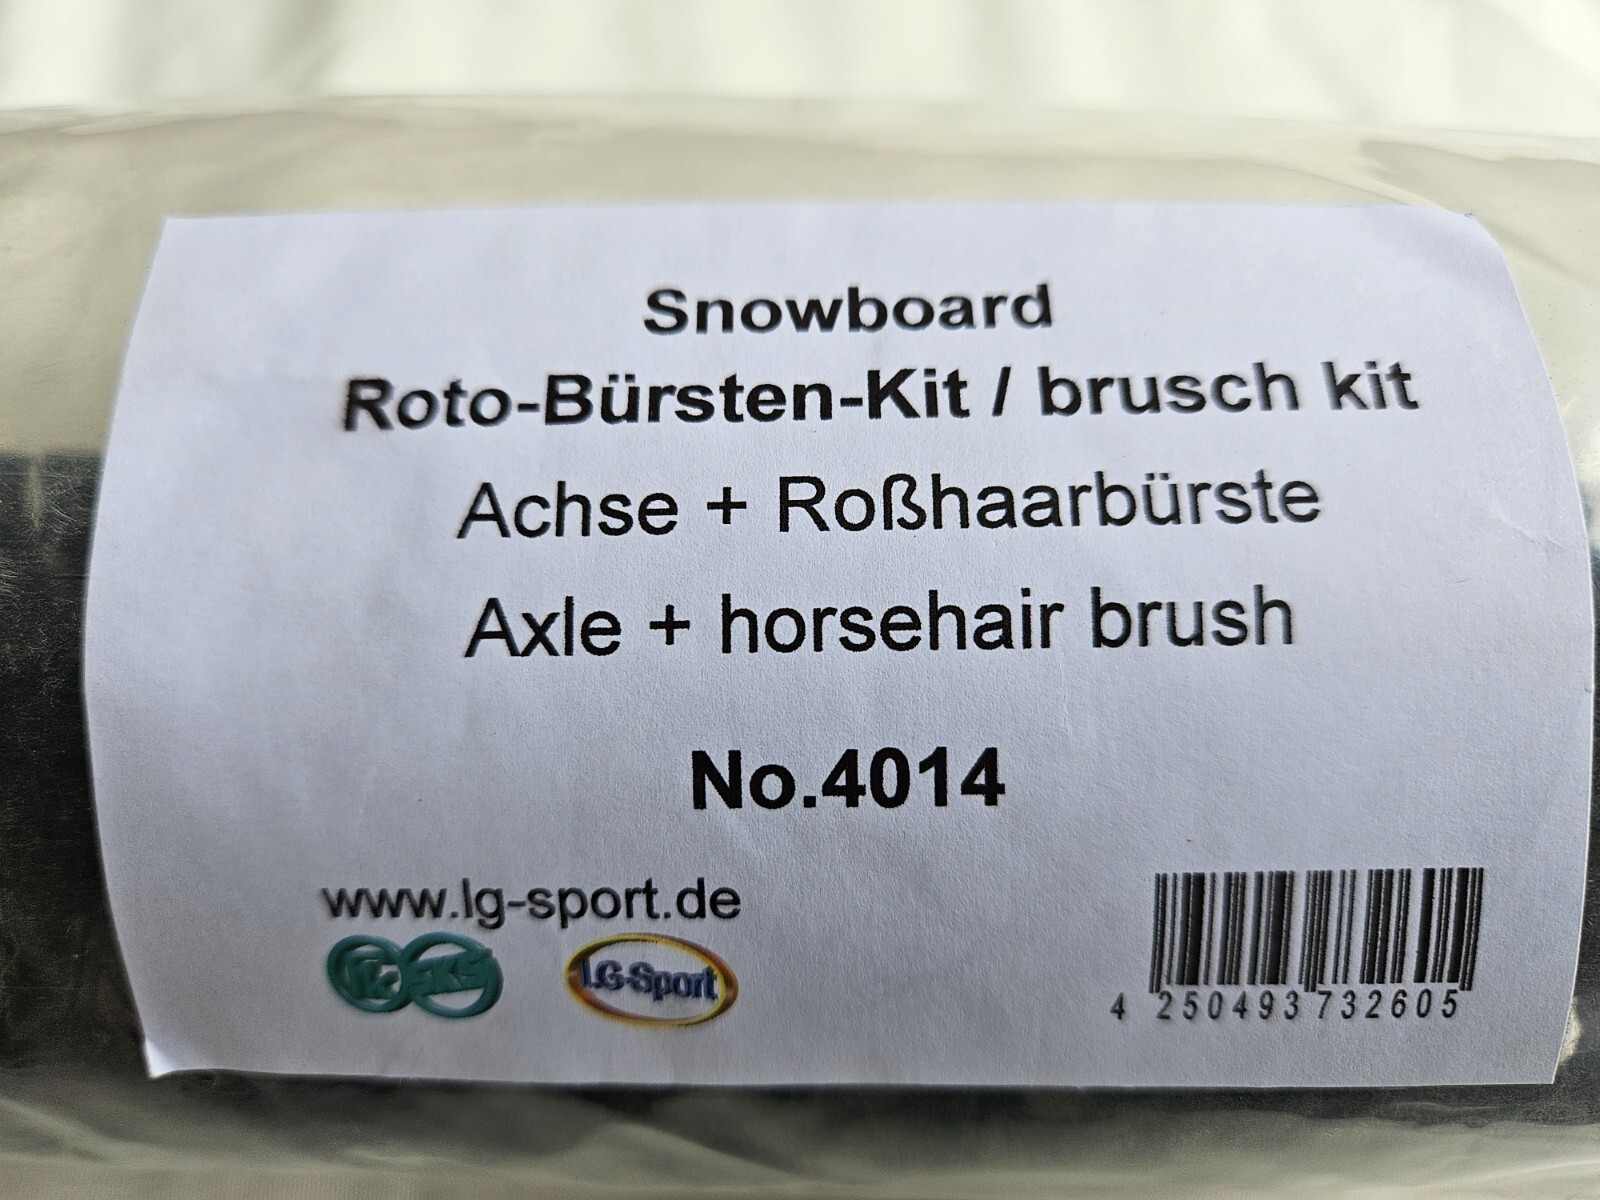 Snowboard
Roto-Bürsten-Kit / brusch kit
Achse + Roßhaarbürste
Axle + horsehair brush
No.4014
www.lg-sport.de
SKS LG-Sport
4 250493 732605